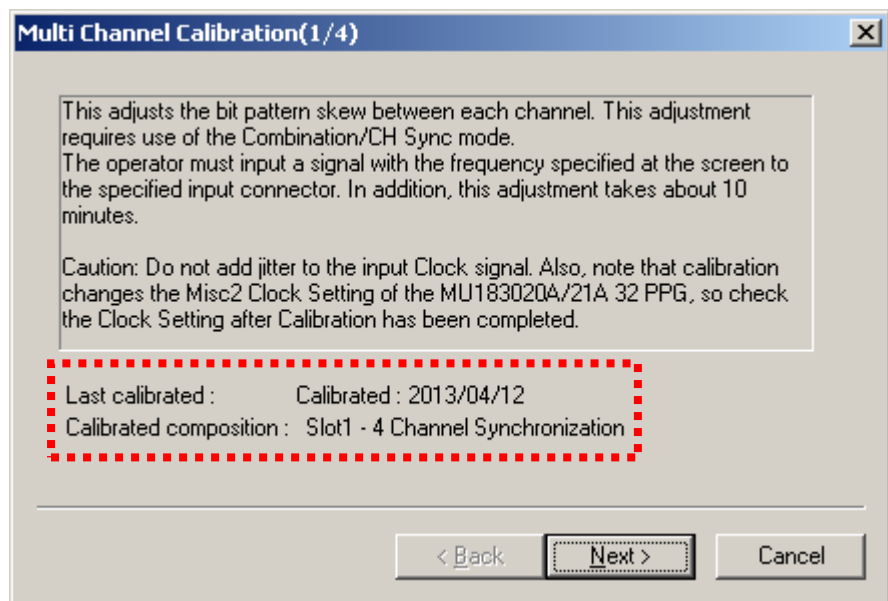 Multi Channel Calibration(1/4)
This adjusts the bit pattern skew between each channel. This adjustment
requires use of the Combination/CH Sync mode.
The operator must input a signal with the frequency specified at the screen to
the specified input connector. In addition, this adjustment takes about 10
minutes.
Caution: Do not add jitter to the input Clock signal. Also, note that calibration
changes the Misc2 Clock Setting of the MU183020A/21A 32 PPG, so check
the Clock Setting after Calibration has been completed.
Last calibrated : Calibrated : 2013/04/12
Calibrated composition : Slot1 - 4 Channel Synchronization
< Back Next > Cancel